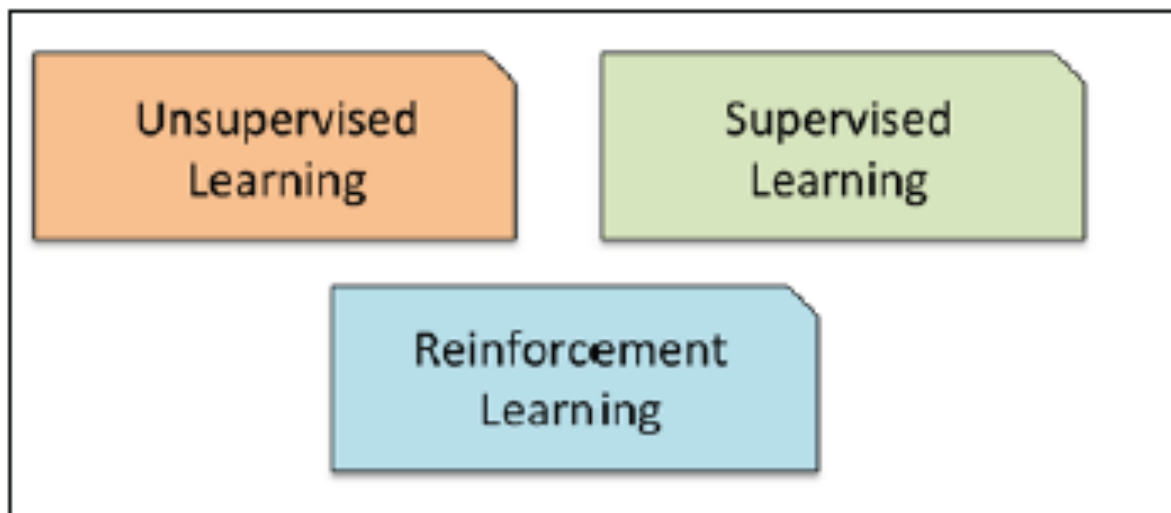 Unsupervised
Learning
Supervised
Learning
Reinforcement
Learning